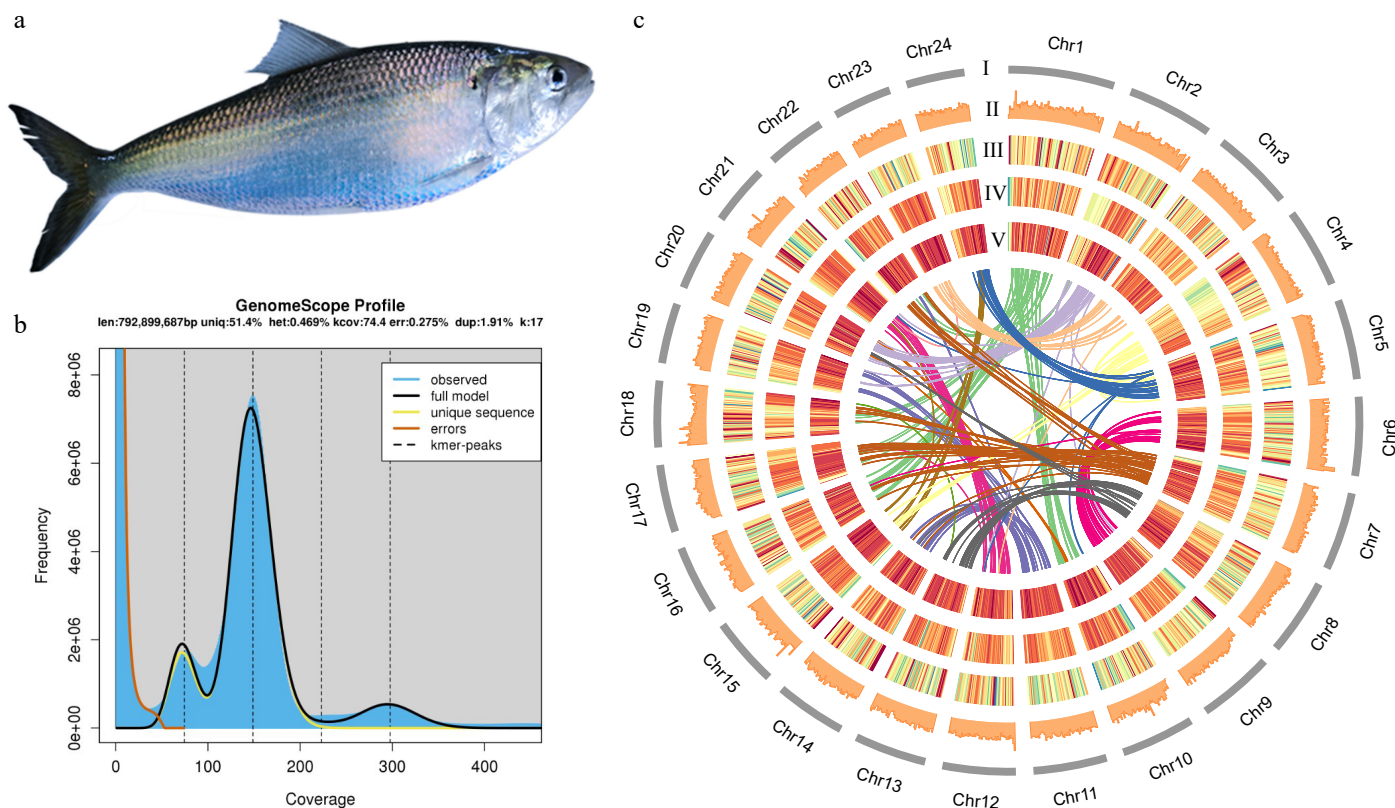 a
b
GenomeScope Profile
len:792,899,687bp uniq:51.4% het:0.469% kcov:74.4 err:0.275% dup:1.91% k:17
observed
full model
unique sequence
errors
kmer-peaks
Frequency
8e+06
6e+06
4e+06
2e+06
0e+00
0 100 200 300 400
Coverage
c
I
II
III
IV
V
Chr1
Chr2
Chr3
Chr4
Chr5
Chr6
Chr7
Chr8
Chr9
Chr10
Chr11
Chr12
Chr13
Chr14
Chr15
Chr16
Chr17
Chr18
Chr19
Chr20
Chr21
Chr22
Chr23
Chr24